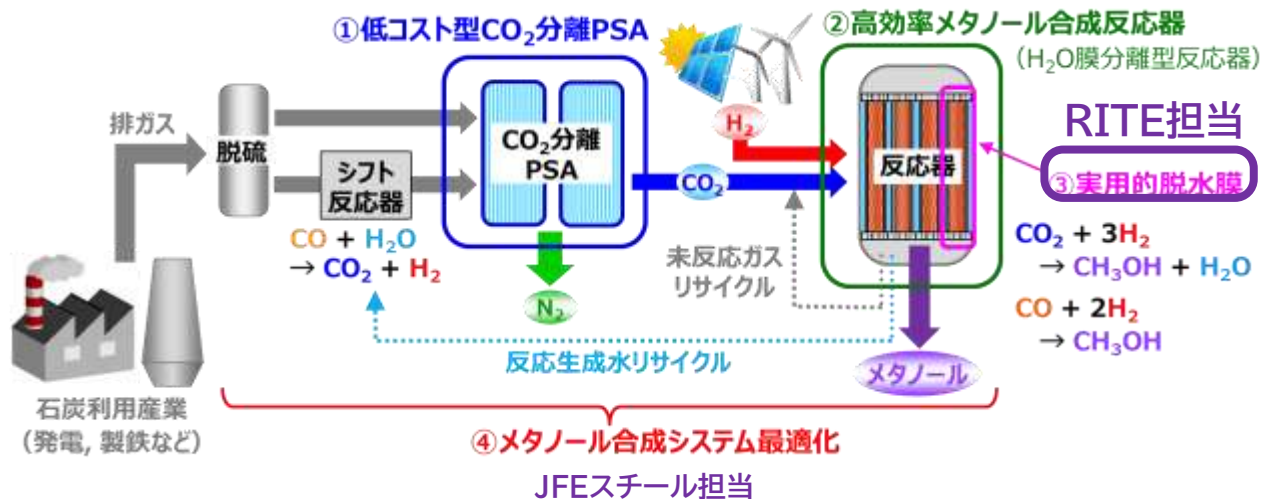 ①低コスト型CO₂分離PSA
②高効率メタノール合成反応器
(H₂O膜分離型反応器)
排ガス
脱硫
シフト
反応器
CO + H₂O
→ CO₂ + H₂
CO₂分離
PSA
N₂
H₂
CO₂
未反応ガス
リサイクル
反応器
RITE担当
③実用的脱水膜
CO₂ + 3H₂
→ CH₃OH + H₂O
CO + 2H₂
→ CH₃OH
反応生成水リサイクル
メタノール
石炭利用産業
(発電, 製鉄など)
④メタノール合成システム最適化
JFEスチール担当